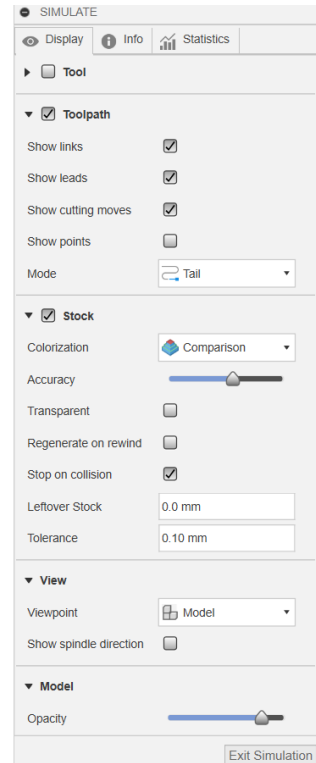 SIMULATE
Display Info Statistics
Tool
Toolpath
Show links
Show leads
Show cutting moves
Show points
Mode Tail
Stock
Colorization Comparison
Accuracy
Transparent
Regenerate on rewind
Stop on collision
Leftover Stock 0.0 mm
Tolerance 0.10 mm
View
Viewpoint Model
Show spindle direction
Model
Opacity
Exit Simulation